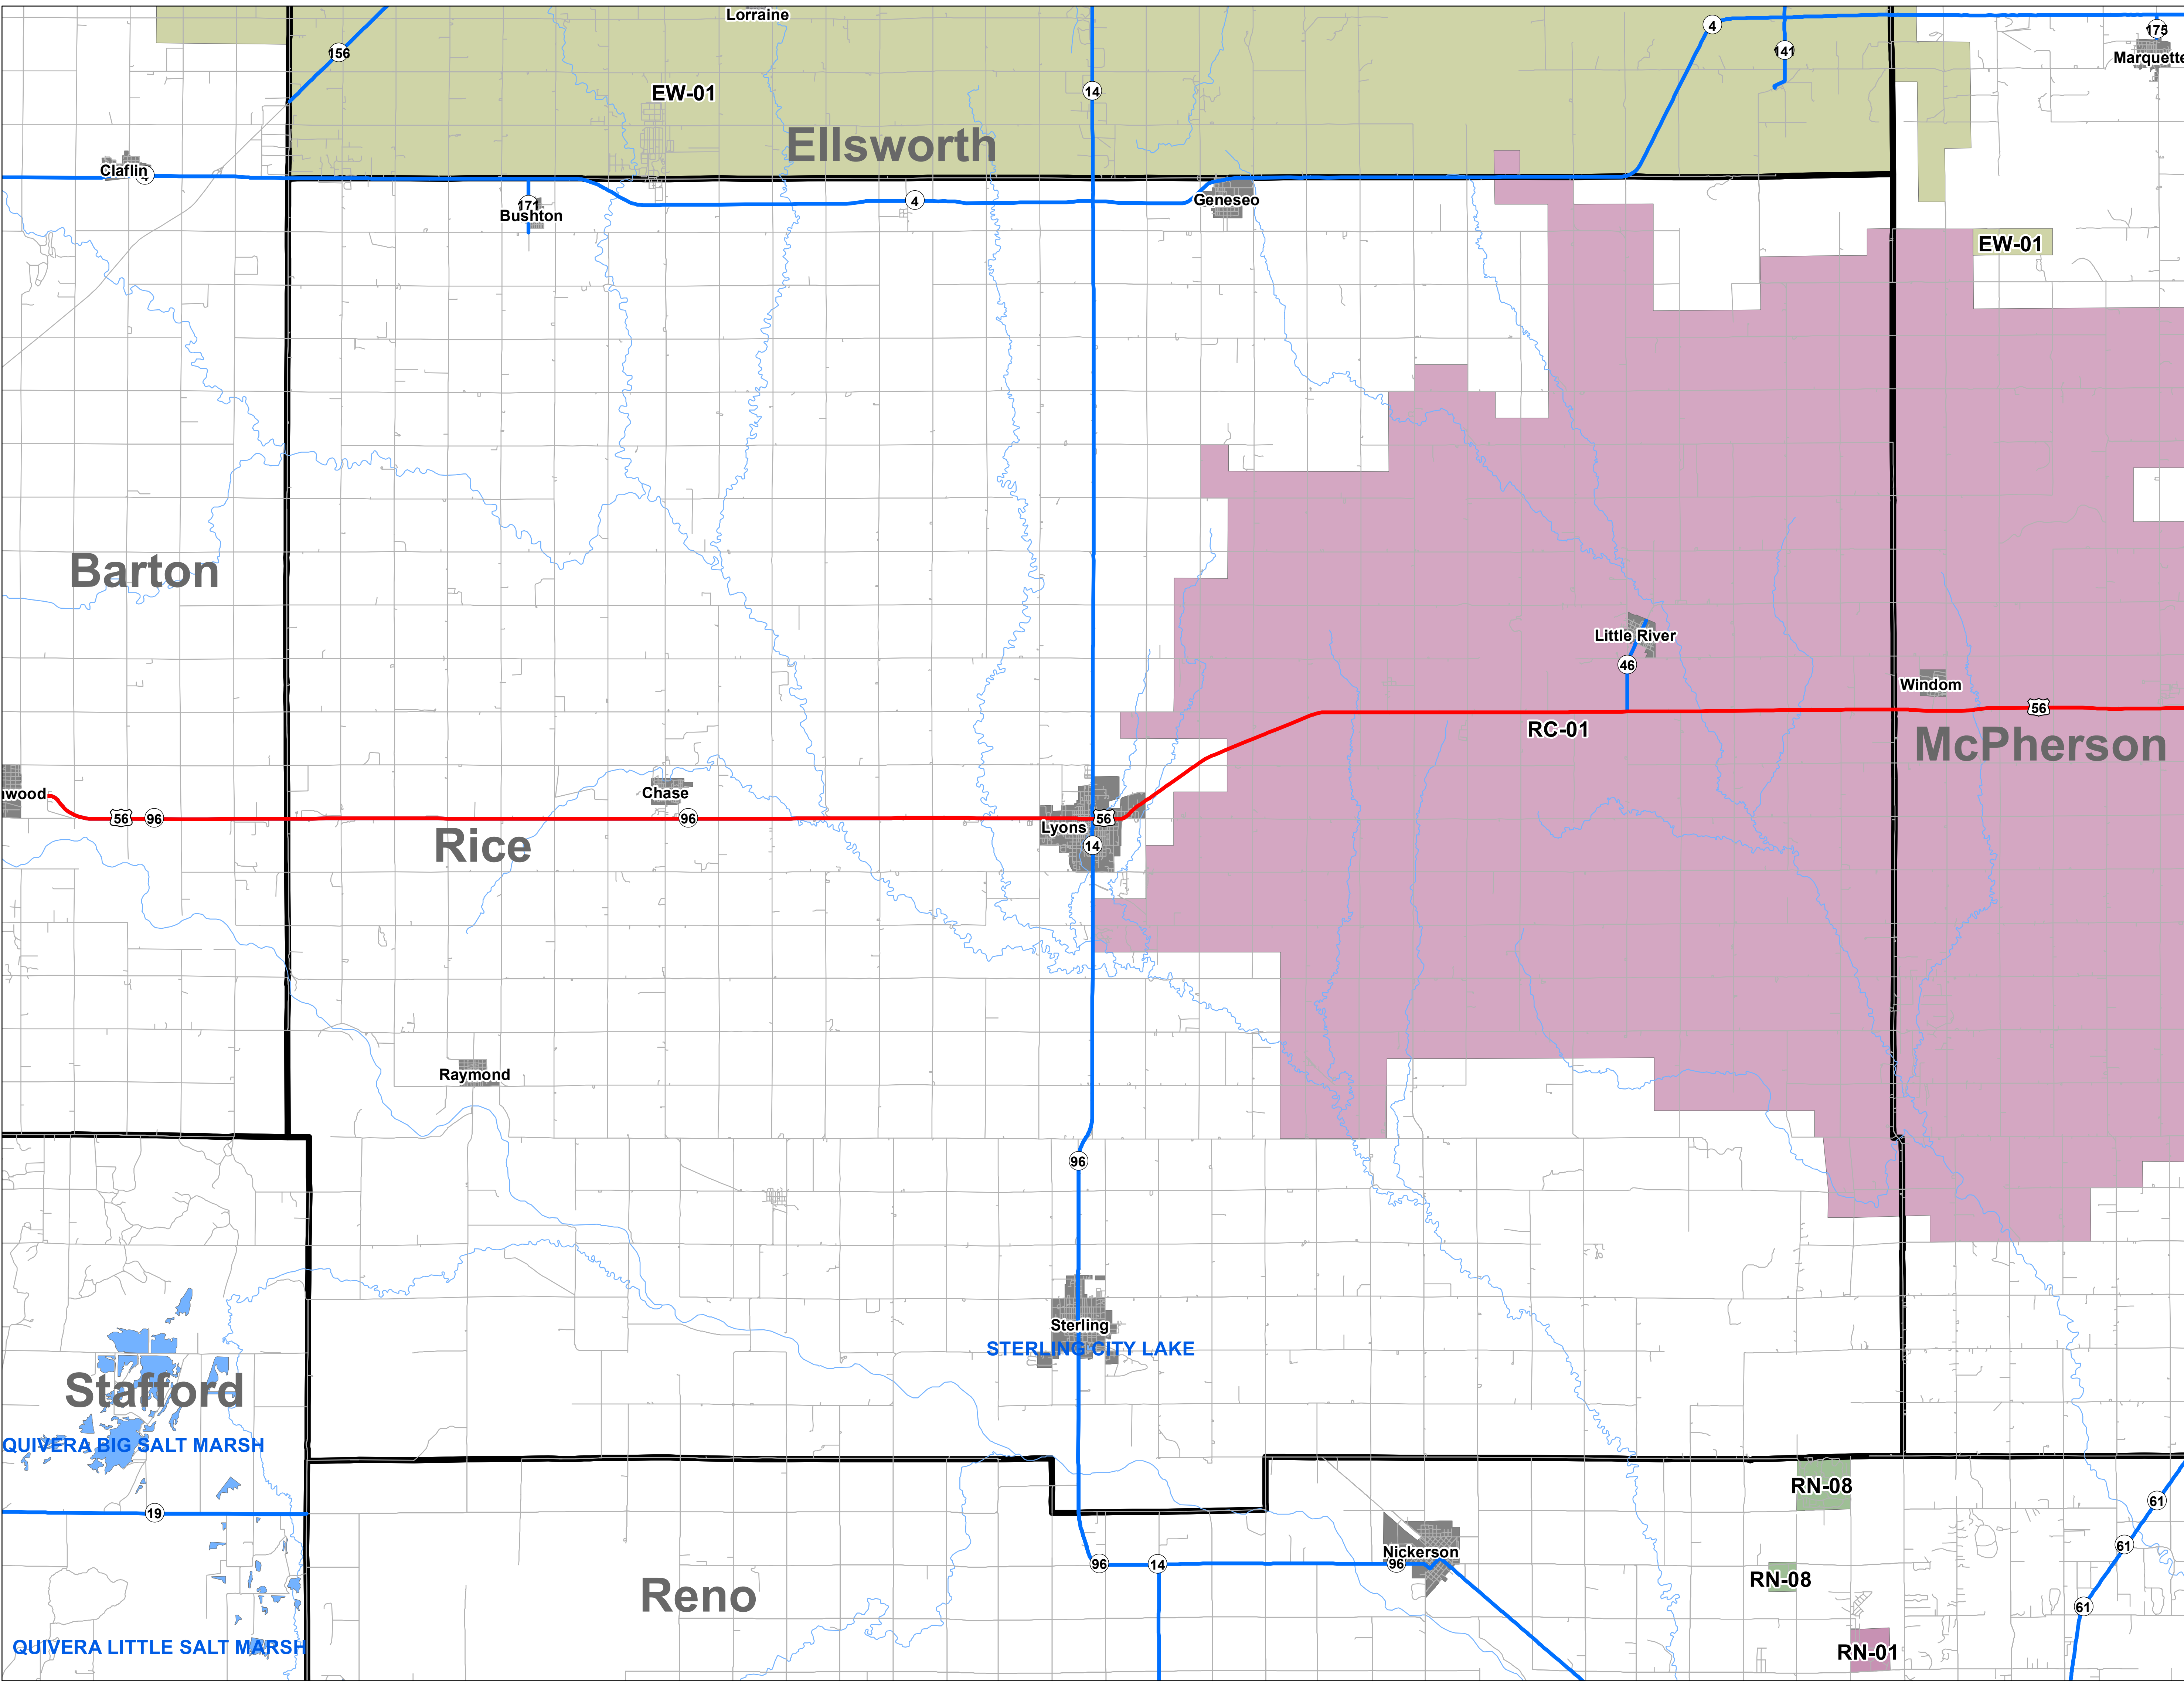 Lorraine
4
175
156
141
Marquette
14
EW-01
Ellsworth
Claflin
4
171
Bushton
4
Geneseo
EW-01
Barton
Little River
46
Windom
56
RC-01
McPherson
nwood
Chase
56
96
96
56
Lyons
Rice
14
Raymond
96
Sterling
STERLING CITY LAKE
Stafford
QUIVERA BIG SALT MARSH
RN-08
61
19
61
Nickerson
96
14
96
RN-08
Reno
61
QUIVERA LITTLE SALT MARSH
RN-01